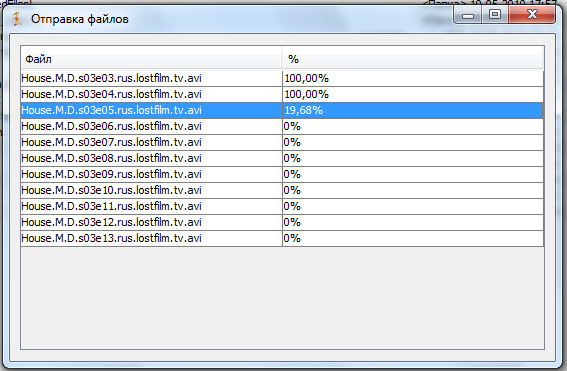 Отправка файлов
Файл %
House.M.D.s03e03.rus.lostfilm.tv.avi 100,00%
House.M.D.s03e04.rus.lostfilm.tv.avi 100,00%
House.M.D.s03e05.rus.lostfilm.tv.avi 19,68%
House.M.D.s03e06.rus.lostfilm.tv.avi 0%
House.M.D.s03e07.rus.lostfilm.tv.avi 0%
House.M.D.s03e08.rus.lostfilm.tv.avi 0%
House.M.D.s03e09.rus.lostfilm.tv.avi 0%
House.M.D.s03e10.rus.lostfilm.tv.avi 0%
House.M.D.s03e11.rus.lostfilm.tv.avi 0%
House.M.D.s03e12.rus.lostfilm.tv.avi 0%
House.M.D.s03e13.rus.lostfilm.tv.avi 0%